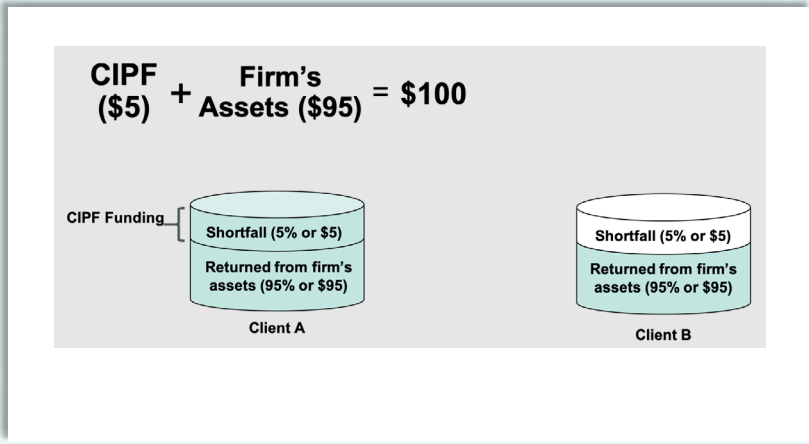 CIPF ($5) + Firm's Assets ($95) = $100
CIPF Funding
Shortfall (5% or $5)
Returned from firm's
assets (95% or $95)
Client A
Shortfall (5% or $5)
Returned from firm's
assets (95% or $95)
Client B